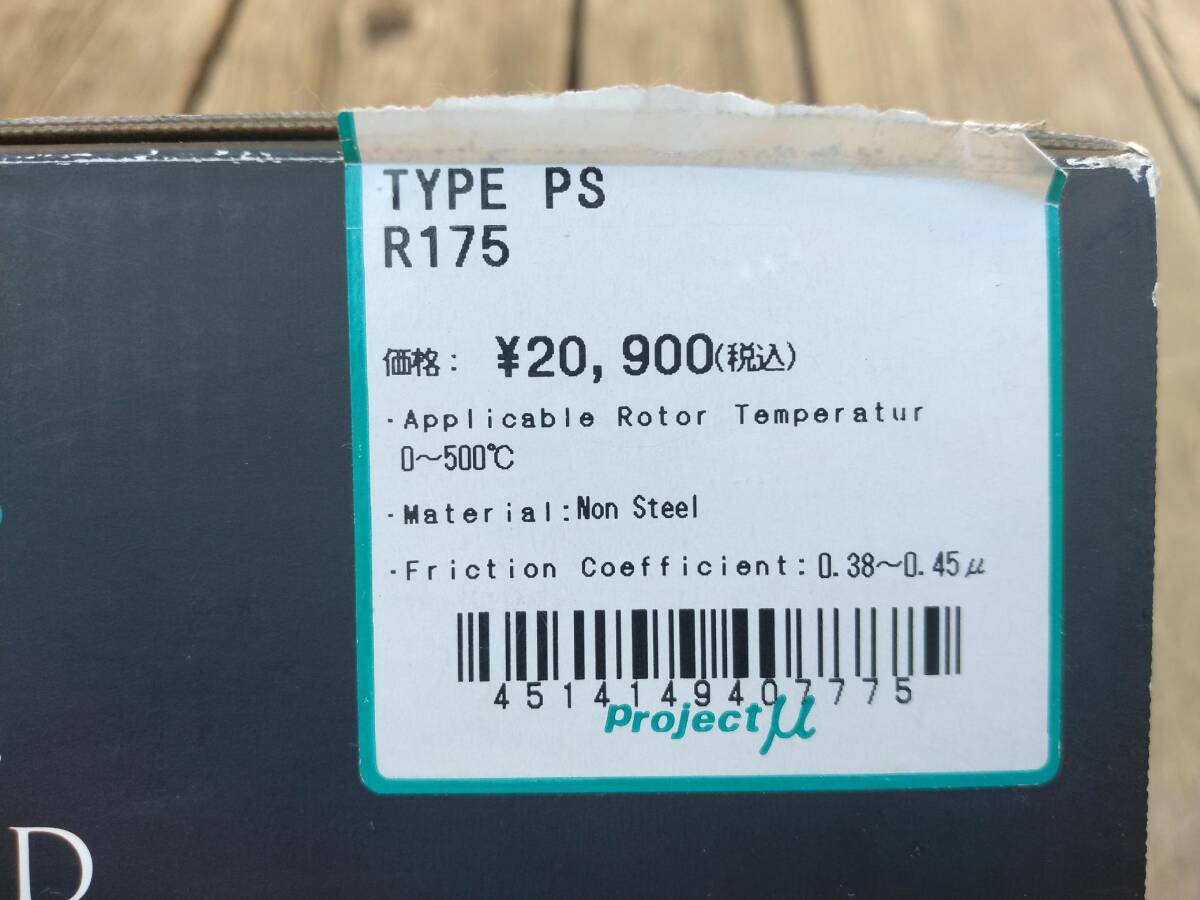 TYPE PS
R175
価格: ¥20,900(税込)
·Applicable Rotor Temperatur
0~500℃
·Material:Non Steel
·Friction Coefficient:0.38~0.45μ
4514149407775
Projectμ
D